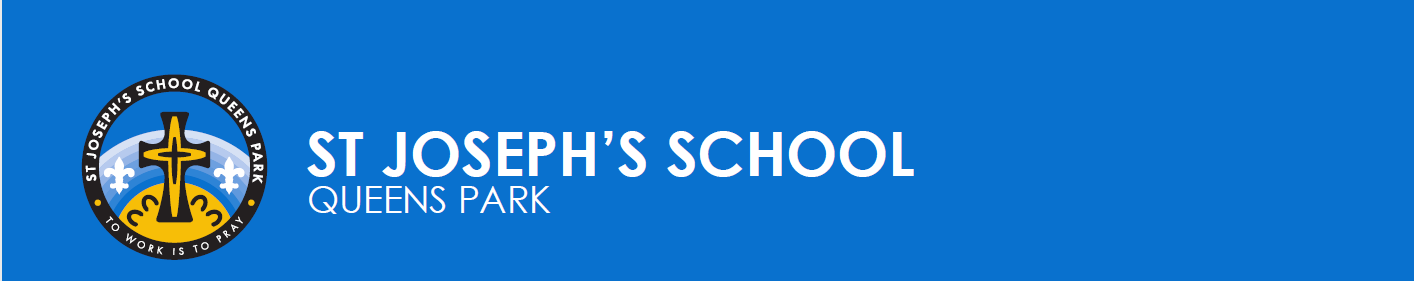 ST JOSEPH'S SCHOOL QUEENS PARK
TO WORK IS TO PRAY
ST JOSEPH'S SCHOOL
QUEENS PARK